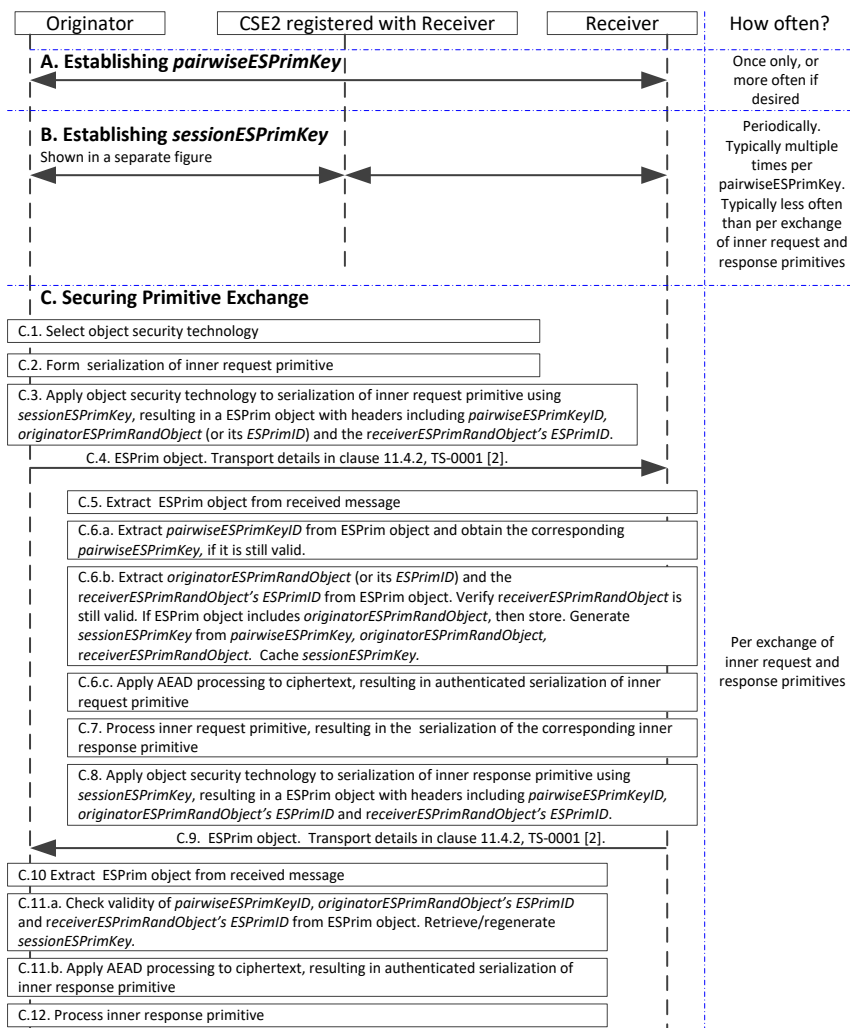 Originator
CSE2 registered with Receiver
Receiver
How often?
A. Establishing pairwiseESPrimKey
Once only, or
more often if
desired
B. Establishing sessionESPrimKey
Shown in a separate figure
Periodically.
Typically multiple
times per
pairwiseESPrimKey.
Typically less often
than per exchange
of inner request and
response primitives
C. Securing Primitive Exchange
C.1. Select object security technology
C.2. Form serialization of inner request primitive
C.3. Apply object security technology to serialization of inner request primitive using
sessionESPrimKey, resulting in a ESPrim object with headers including pairwiseESPrimKeyID,
originatorESPrimRandObject (or its ESPrimID) and the receiverESPrimRandObject's ESPrimID.
C.4. ESPrim object. Transport details in clause 11.4.2, TS-0001 [2].
C.5. Extract ESPrim object from received message
C.6.a. Extract pairwiseESPrimKeyID from ESPrim object and obtain the corresponding
pairwiseESPrimKey, if it is still valid.
C.6.b. Extract originatorESPrimRandObject (or its ESPrimID) and the
receiverESPrimRandObject's ESPrimID from ESPrim object. Verify receiverESPrimRandObject is
still valid. If ESPrim object includes originatorESPrimRandObject, then store. Generate
sessionESPrimKey from pairwiseESPrimKey, originatorESPrimRandObject,
receiverESPrimRandObject. Cache sessionESPrimKey.
Per exchange of
inner request and
response primitives
C.6.c. Apply AEAD processing to ciphertext, resulting in authenticated serialization of inner
request primitive
C.7. Process inner request primitive, resulting in the serialization of the corresponding inner
response primitive
C.8. Apply object security technology to serialization of inner response primitive using
sessionESPrimKey, resulting in a ESPrim object with headers including pairwiseESPrimKeyID,
originatorESPrimRandObject's ESPrimID and receiverESPrimRandObject's ESPrimID.
C.9. ESPrim object. Transport details in clause 11.4.2, TS-0001 [2].
C.10 Extract ESPrim object from received message
C.11.a. Check validity of pairwiseESPrimKeyID, originatorESPrimRandObject's ESPrimID
and receiverESPrimRandObject's ESPrimID from ESPrim object. Retrieve/regenerate
sessionESPrimKey.
C.11.b. Apply AEAD processing to ciphertext, resulting in authenticated serialization of
inner response primitive
C.12. Process inner response primitive